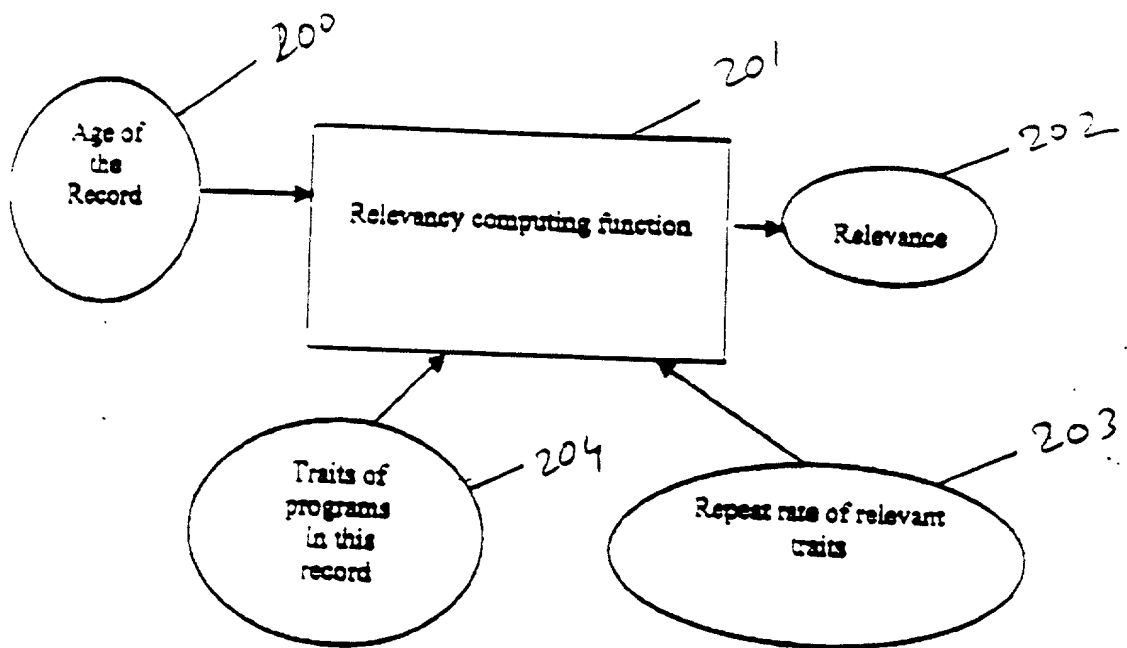 200
201
202
Age of
the
Record
Relevancy computing function
Relevance
204
203
Traits of
programs
in this
record
Repeat rate of relevant
traits